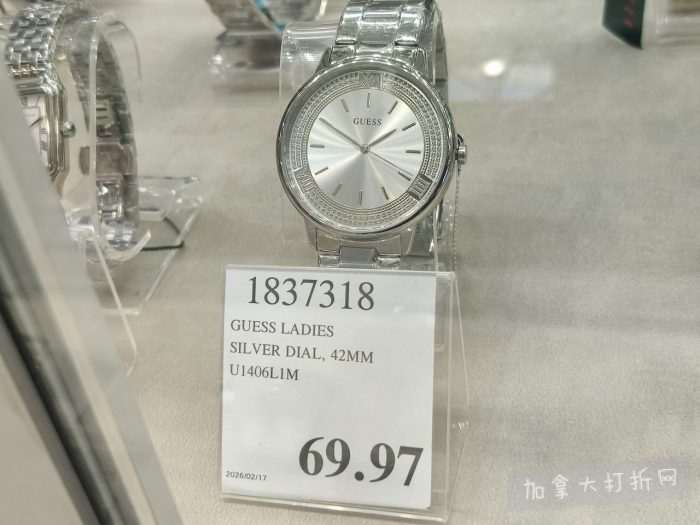 GUESS
1837318
GUESS LADIES
SILVER DIAL, 42MM
U1406L1M
69.97
2026/02/17
加拿大打折网